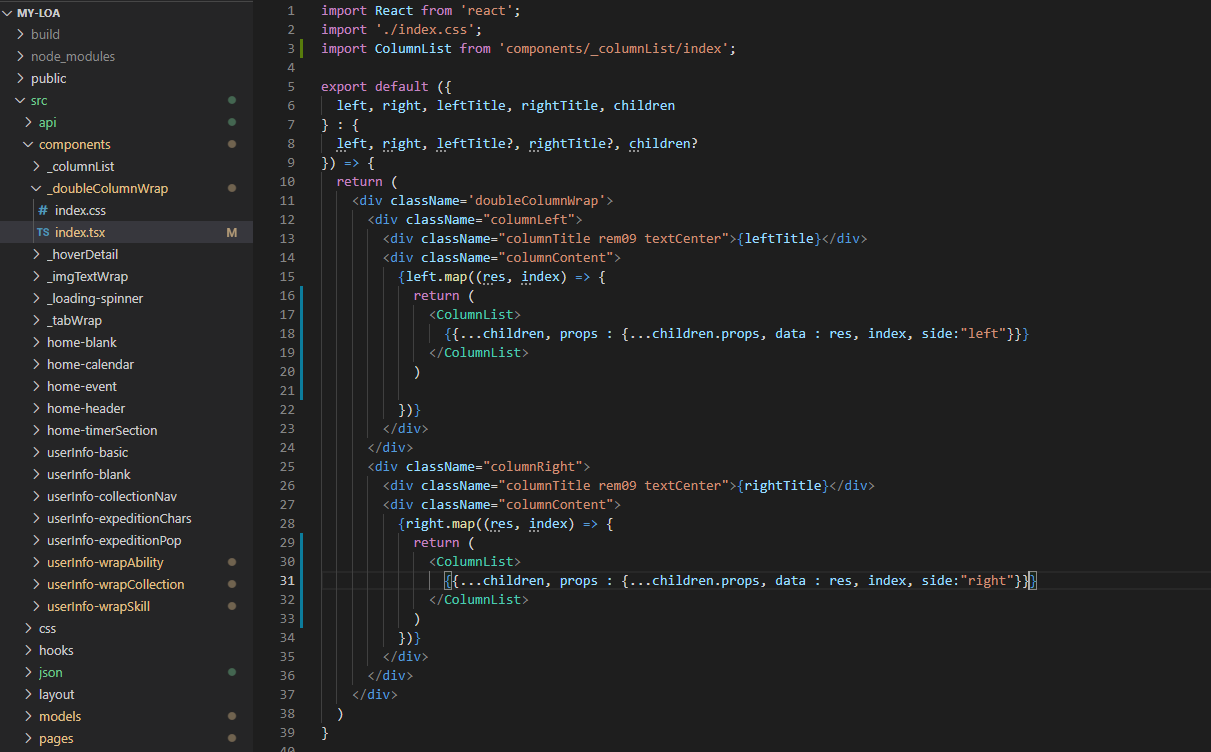 MY-LOA
build
node_modules
public
src
api
components
_columnList
_doubleColumnWrap
# index.css
TS index.tsx M
_hoverDetail
_imgTextWrap
_loading-spinner
_tabWrap
home-blank
home-calendar
home-event
home-header
home-timerSection
userInfo-basic
userInfo-blank
userInfo-collectionNav
userInfo-expeditionChars
userInfo-expeditionPop
userInfo-wrapAbility
userInfo-wrapCollection
userInfo-wrapSkill
css
hooks
json
layout
models
pages
1 import React from 'react';
2 import './index.css';
3 import ColumnList from 'components/_columnList/index';
4
5 export default ({
6 left, right, leftTitle, rightTitle, children
7 } : {
8 left, right, leftTitle?, rightTitle?, children?
9 }) => {
10 return (
11 <div className='doubleColumnWrap'>
12 <div className="columnLeft">
13 <div className="columnTitle rem09 textCenter">{leftTitle}</div>
14 <div className="columnContent">
15 {left.map((res, index) => {
16 return (
17 <ColumnList>
18 {{...children, props : {...children.props, data : res, index, side:"left"}}}
19 </ColumnList>
20 )
21
22 })}
23 </div>
24 </div>
25 <div className="columnRight">
26 <div className="columnTitle rem09 textCenter">{rightTitle}</div>
27 <div className="columnContent">
28 {right.map((res, index) => {
29 return (
30 <ColumnList>
31 {{...children, props : {...children.props, data : res, index, side:"right"}}}
32 </ColumnList>
33 )
34 })}
35 </div>
36 </div>
37 </div>
38 )
39 }
40